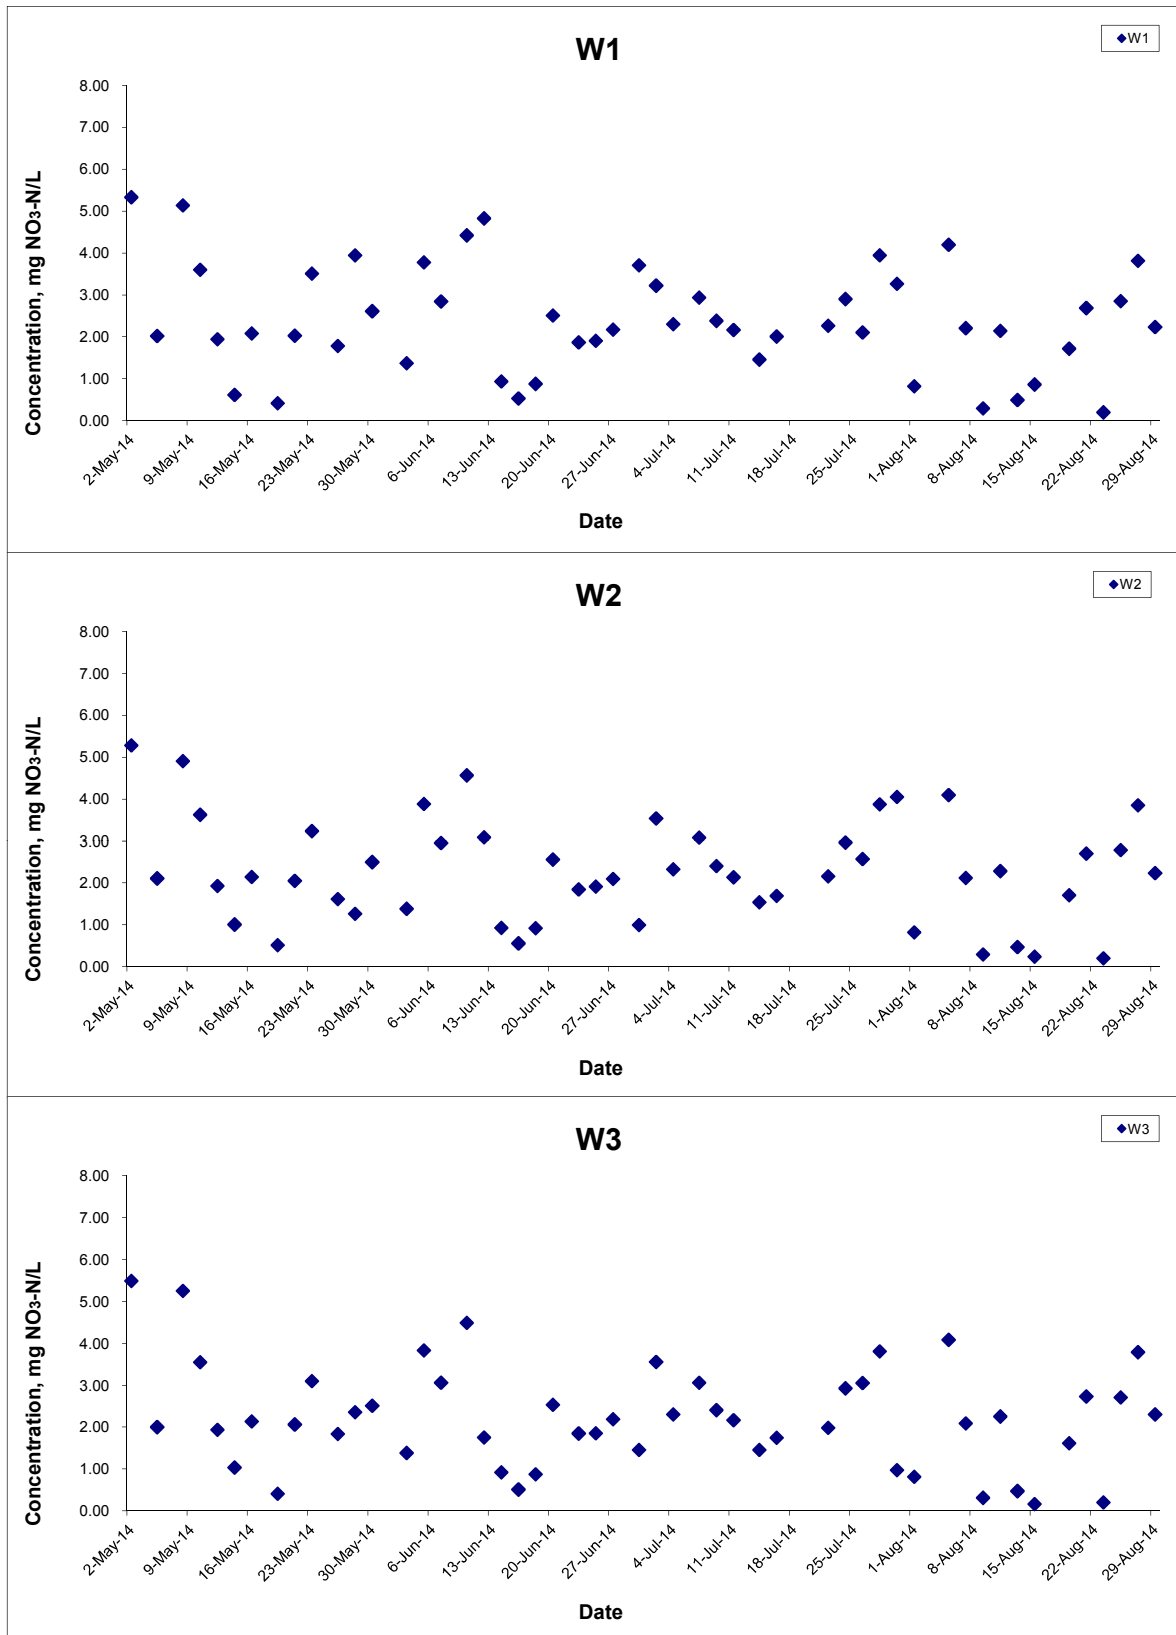 W1
W1
8.00
7.00
6.00
5.00
4.00
3.00
2.00
1.00
0.00
Concentration, mg NO₃-N/L
2-May-14
9-May-14
16-May-14
23-May-14
30-May-14
6-Jun-14
13-Jun-14
20-Jun-14
27-Jun-14
4-Jul-14
11-Jul-14
18-Jul-14
25-Jul-14
1-Aug-14
8-Aug-14
15-Aug-14
22-Aug-14
29-Aug-14
Date
W2
W2
8.00
7.00
6.00
5.00
4.00
3.00
2.00
1.00
0.00
Concentration, mg NO₃-N/L
2-May-14
9-May-14
16-May-14
23-May-14
30-May-14
6-Jun-14
13-Jun-14
20-Jun-14
27-Jun-14
4-Jul-14
11-Jul-14
18-Jul-14
25-Jul-14
1-Aug-14
8-Aug-14
15-Aug-14
22-Aug-14
29-Aug-14
Date
W3
W3
8.00
7.00
6.00
5.00
4.00
3.00
2.00
1.00
0.00
Concentration, mg NO₃-N/L
2-May-14
9-May-14
16-May-14
23-May-14
30-May-14
6-Jun-14
13-Jun-14
20-Jun-14
27-Jun-14
4-Jul-14
11-Jul-14
18-Jul-14
25-Jul-14
1-Aug-14
8-Aug-14
15-Aug-14
22-Aug-14
29-Aug-14
Date